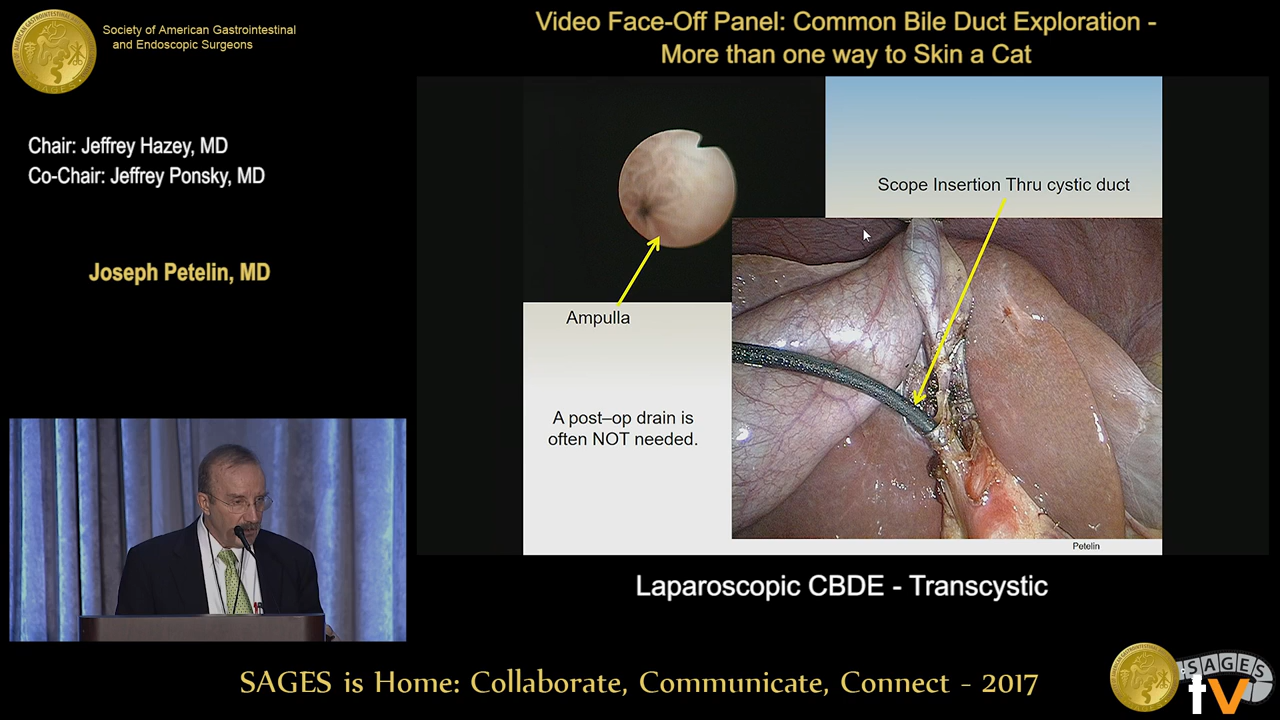 Society of American Gastrointestinal
and Endoscopic Surgeons
Video Face-Off Panel: Common Bile Duct Exploration -
More than one way to Skin a Cat
Chair: Jeffrey Hazey, MD
Co-Chair: Jeffrey Ponsky, MD
Joseph Petelin, MD
Scope Insertion Thru cystic duct
Ampulla
A post–op drain is
often NOT needed.
Petelin
Laparoscopic CBDE - Transcystic
SAGES is Home: Collaborate, Communicate, Connect - 2017
SAGES
tv